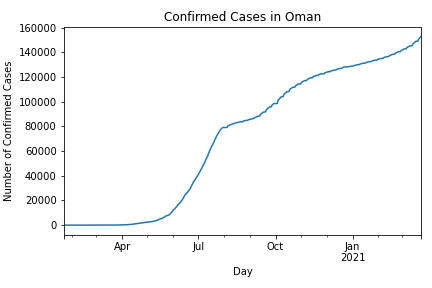 Confirmed Cases in Oman
160000
140000
120000
100000
80000
60000
40000
20000
0
Number of Confirmed Cases
Apr Jul Oct Jan
2021
Day